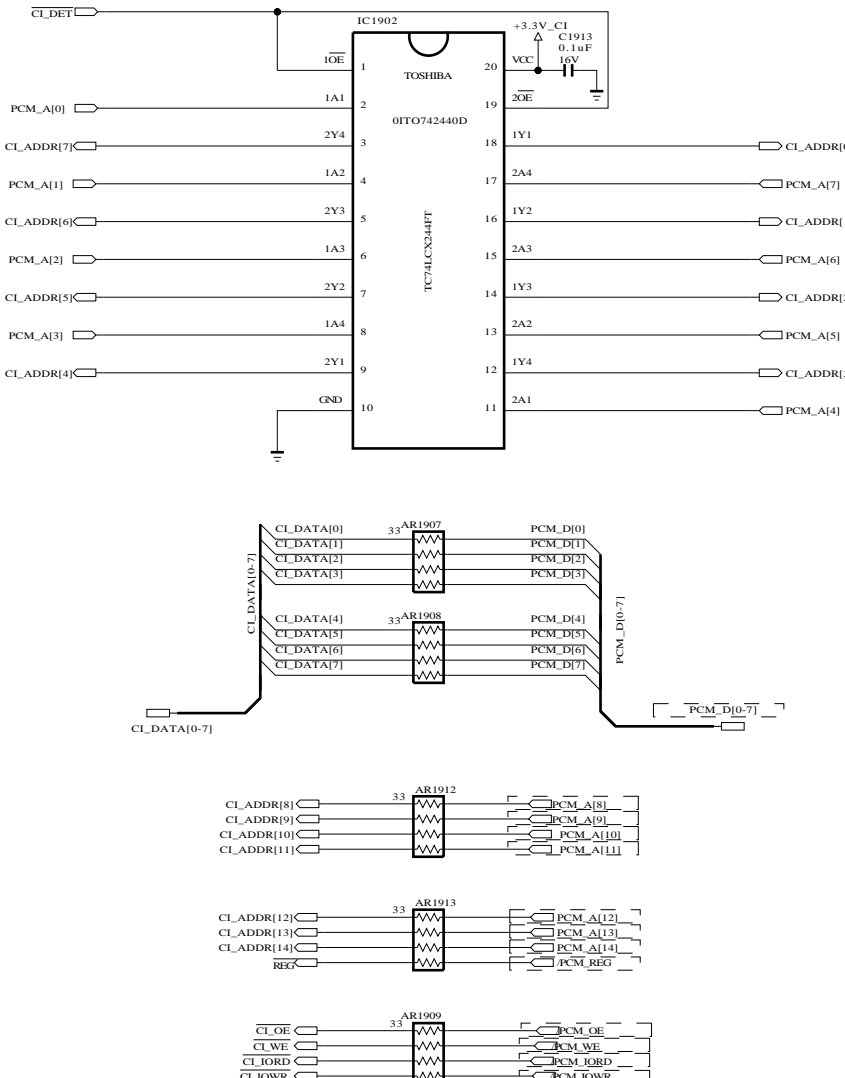 CI_DET
IC1902
+3.3V_CI
C1913
0.1uF
16V
1OE 1 TOSHIBA 20 VCC
PCM_A[0] 1A1 2 19 2OE
0ITO742440D
CI_ADDR[7] 2Y4 3 18 1Y1
PCM_A[1] 1A2 4 17 2A4 PCM_A[7]
CI_ADDR[6] 2Y3 5 16 1Y2
PCM_A[2] 1A3 6 15 2A3 PCM_A[6]
TC74LCX244FT
CI_ADDR[5] 2Y2 7 14 1Y3
PCM_A[3] 1A4 8 13 2A2 PCM_A[5]
CI_ADDR[4] 2Y1 9 12 1Y4
GND 10 11 2A1 PCM_A[4]
CI_DATA[0] 33 AR1907 PCM_D[0]
CI_DATA[1] PCM_D[1]
CI_DATA[2] PCM_D[2]
CI_DATA[3] PCM_D[3]
CI_DATA[0-7]
PCM_D[0-7]
CI_DATA[4] 33 AR1908 PCM_D[4]
CI_DATA[5] PCM_D[5]
CI_DATA[6] PCM_D[6]
CI_DATA[7] PCM_D[7]
PCM_D[0-7]
CI_DATA[0-7]
33 AR1912
CI_ADDR[8] PCM_A[8]
CI_ADDR[9] PCM_A[9]
CI_ADDR[10] PCM_A[10]
CI_ADDR[11] PCM_A[11]
33 AR1913
CI_ADDR[12] PCM_A[12]
CI_ADDR[13] PCM_A[13]
CI_ADDR[14] PCM_A[14]
REG /PCM_REG
33 AR1909
CI_OE /PCM_OE
CI_WE /PCM_WE
CI_IORD /PCM_IORD
CI_IOWR /PCM_IOWR